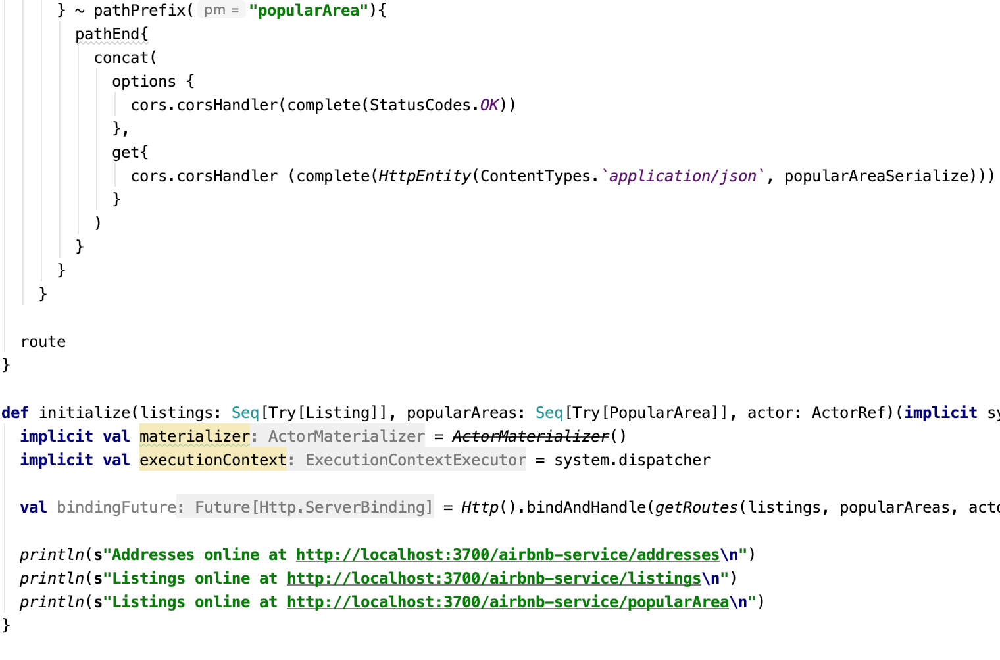 } ~ pathPrefix( pm = "popularArea"){
pathEnd{
concat(
options {
cors.corsHandler(complete(StatusCodes.OK))
},
get{
cors.corsHandler (complete(HttpEntity(ContentTypes.`application/json`, popularAreaSerialize)))
}
)
}
}
}
route
}
def initialize(listings: Seq[Try[Listing]], popularAreas: Seq[Try[PopularArea]], actor: ActorRef)(implicit sy
implicit val materializer: ActorMaterializer = ActorMaterializer()
implicit val executionContext: ExecutionContextExecutor = system.dispatcher
val bindingFuture: Future[Http.ServerBinding] = Http().bindAndHandle(getRoutes(listings, popularAreas, acto
println(s"Addresses online at http://localhost:3700/airbnb-service/addresses\n")
println(s"Listings online at http://localhost:3700/airbnb-service/listings\n")
println(s"Listings online at http://localhost:3700/airbnb-service/popularArea\n")
}